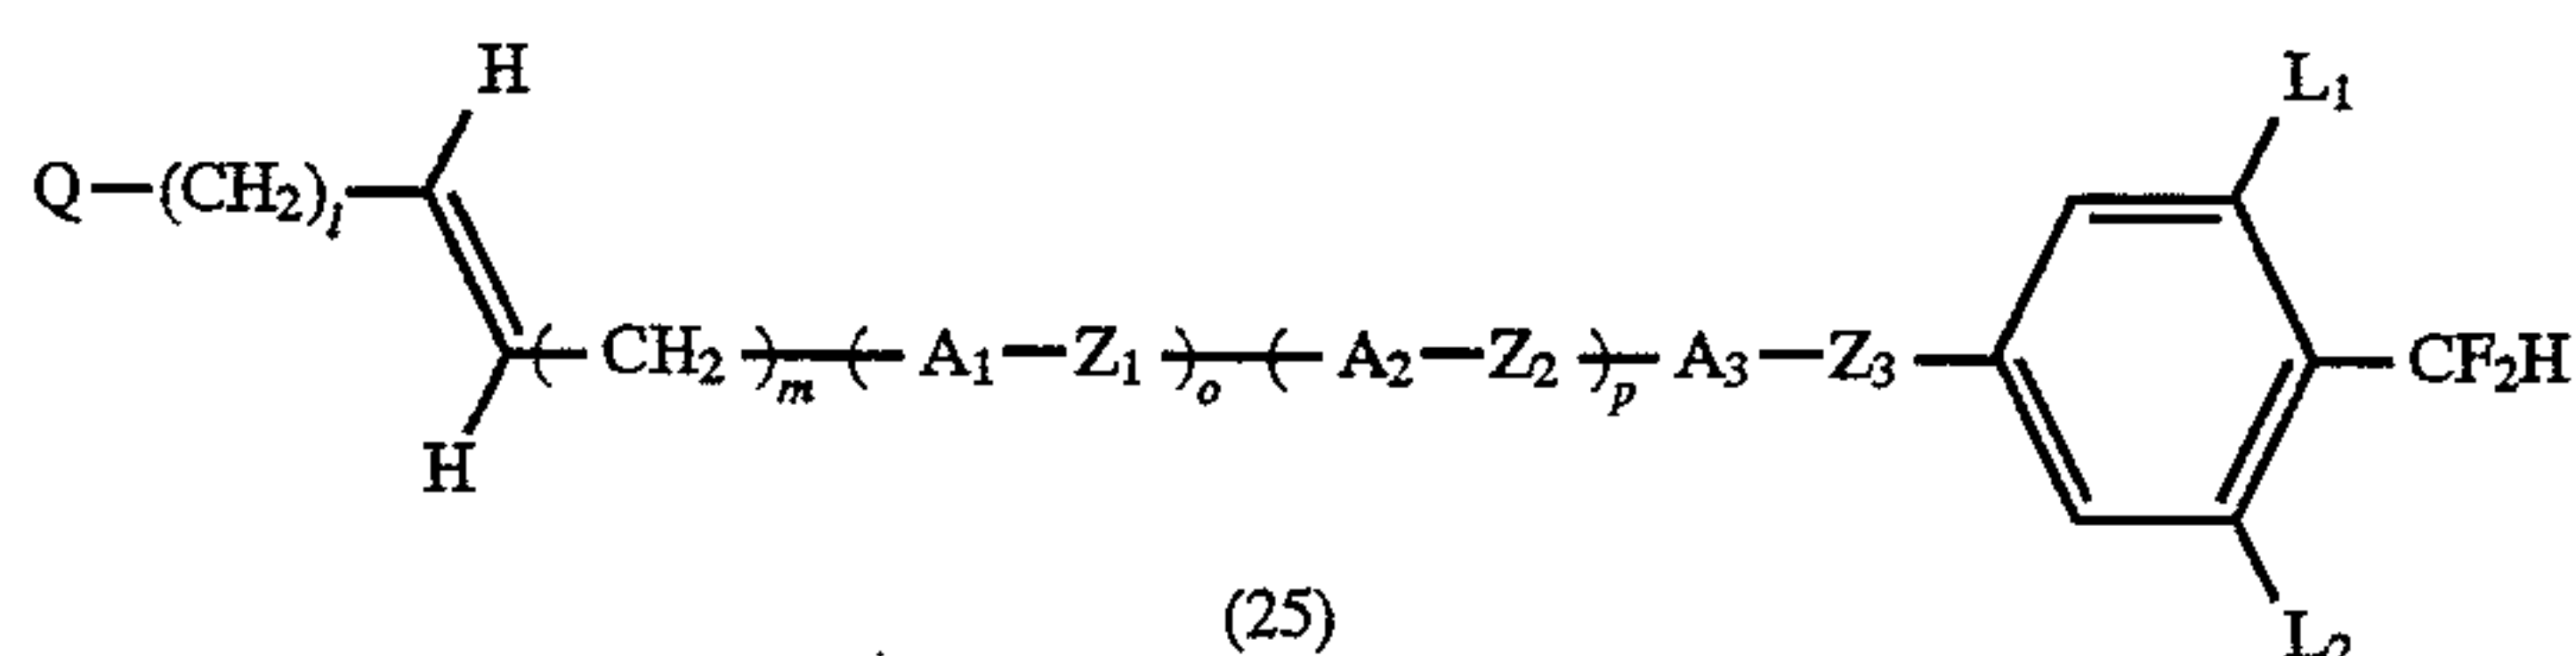 H
L₁
Q—(CH₂)ₗ
(CH₂)ₘ—(A₁—Z₁)ₒ—(A₂—Z₂)ₚ—A₃—Z₃
CF₂H
H
(25)
L₂